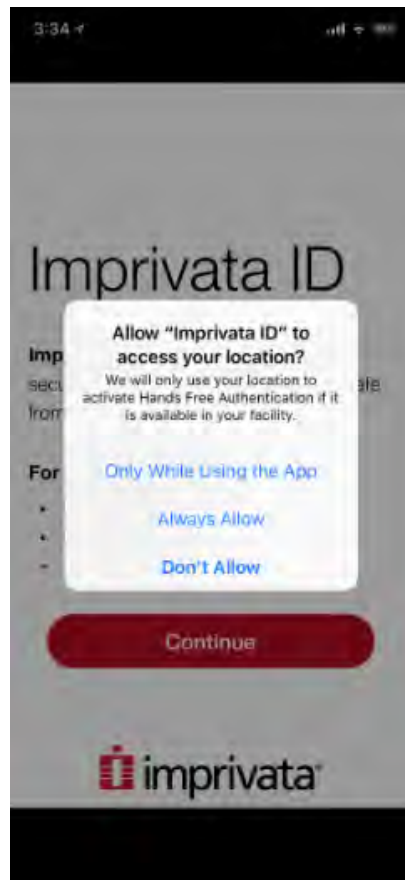 3:34
Imprivata ID
Allow "Imprivata ID" to
access your location?
We will only use your location to
activate Hands Free Authentication if it
is available in your facility.
Imp
secu
from
For
Only While Using the App
Always Allow
Don't Allow
Continue
imprivata